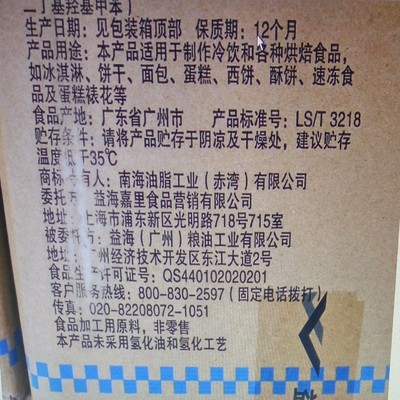 二丁基羟基甲苯）
生产日期：见包装箱顶部 保质期：12个月
产品用途：本产品适用于制作冷饮和各种烘焙食品，
如冰淇淋、饼干、面包、蛋糕、西饼、酥饼、速冻食
品及蛋糕裱花等
食品产地：广东省广州市 产品标准号：LS/T 3218
贮存条件：请将产品贮存于阴凉及干燥处，建议贮存
温度低于35℃
商标持有人：南海油脂工业（赤湾）有限公司
委托方：益海嘉里食品营销有限公司
地址：上海市浦东新区光明路718号715室
被委托方：益海（广州）粮油工业有限公司
地址：广州经济技术开发区东江大道2号
食品生产许可证号：QS440102020201
客户服务热线：800-830-2597（固定电话拨打）
传真：020-82208072-1051
食品加工用原料，非零售
本产品未采用氢化油和氢化工艺